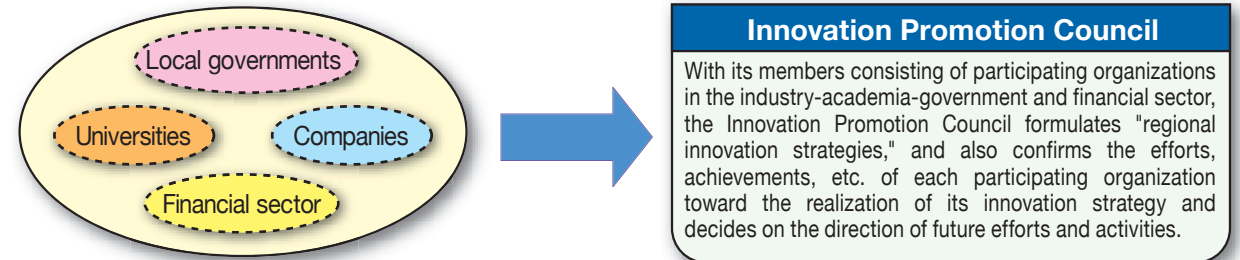 Local governments
Universities
Companies
Financial sector
Innovation Promotion Council
With its members consisting of participating organizations
in the industry-academia-government and financial sector,
the Innovation Promotion Council formulates "regional
innovation strategies," and also confirms the efforts,
achievements, etc. of each participating organization
toward the realization of its innovation strategy and
decides on the direction of future efforts and activities.